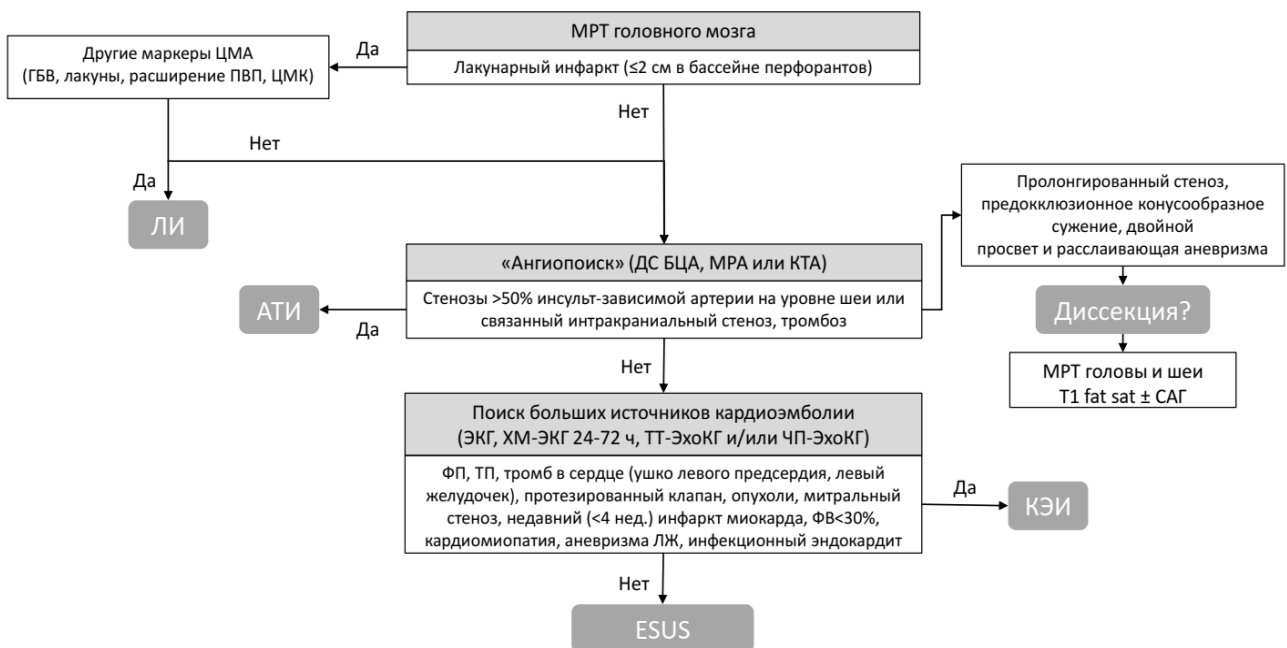 МРТ головного мозга
Лакунарный инфаркт (≤2 см в бассейне перфорантов)
Да
Другие маркеры ЦМА
(ГБВ, лакуны, расширение ПВП, ЦМК)
Нет
Нет
Да
ЛИ
«Ангиопоиск» (ДС БЦА, МРА или КТА)
Стенозы >50% инсульт-зависимой артерии на уровне шеи или
связанный интракраниальный стеноз, тромбоз
Да
АТИ
Пролонгированный стеноз,
предокклюзионное конусообразное
сужение, двойной
просвет и расслаивающая аневризма
Диссекция?
МРТ головы и шеи
T1 fat sat ± САГ
Нет
Поиск больших источников кардиоэмболии
(ЭКГ, ХМ-ЭКГ 24-72 ч, ТТ-ЭхоКГ и/или ЧП-ЭхоКГ)
ФП, ТП, тромб в сердце (ушко левого предсердия, левый
желудочек), протезированный клапан, опухоли, митральный
стеноз, недавний (<4 нед.) инфаркт миокарда, ФВ<30%,
кардиомиопатия, аневризма ЛЖ, инфекционный эндокардит
Да
КЭИ
Нет
ESUS